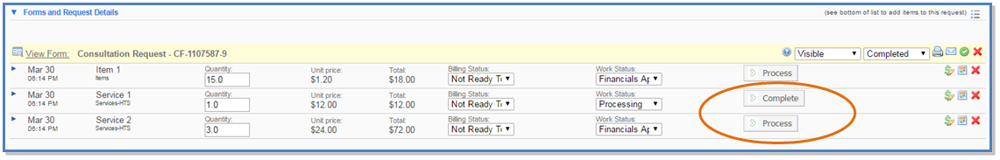 Forms and Request Details (see bottom of list to add items to this request)
View Form: Consultation Request - CF-1107587-9 Visible Completed
Mar 30 Item 1 Quantity: Unit price: Total: Billing Status: Work Status: Process
06:14 PM Items 15.0 $1.20 $18.00 Not Ready T Financials Ap
Mar 30 Service 1 Quantity: Unit price: Total: Billing Status: Work Status: Complete
06:14 PM Services-HTS 1.0 $12.00 $12.00 Not Ready T Processing
Mar 30 Service 2 Quantity: Unit price: Total: Billing Status: Work Status: Process
06:14 PM Services-HTS 3.0 $24.00 $72.00 Not Ready T Financials Ap